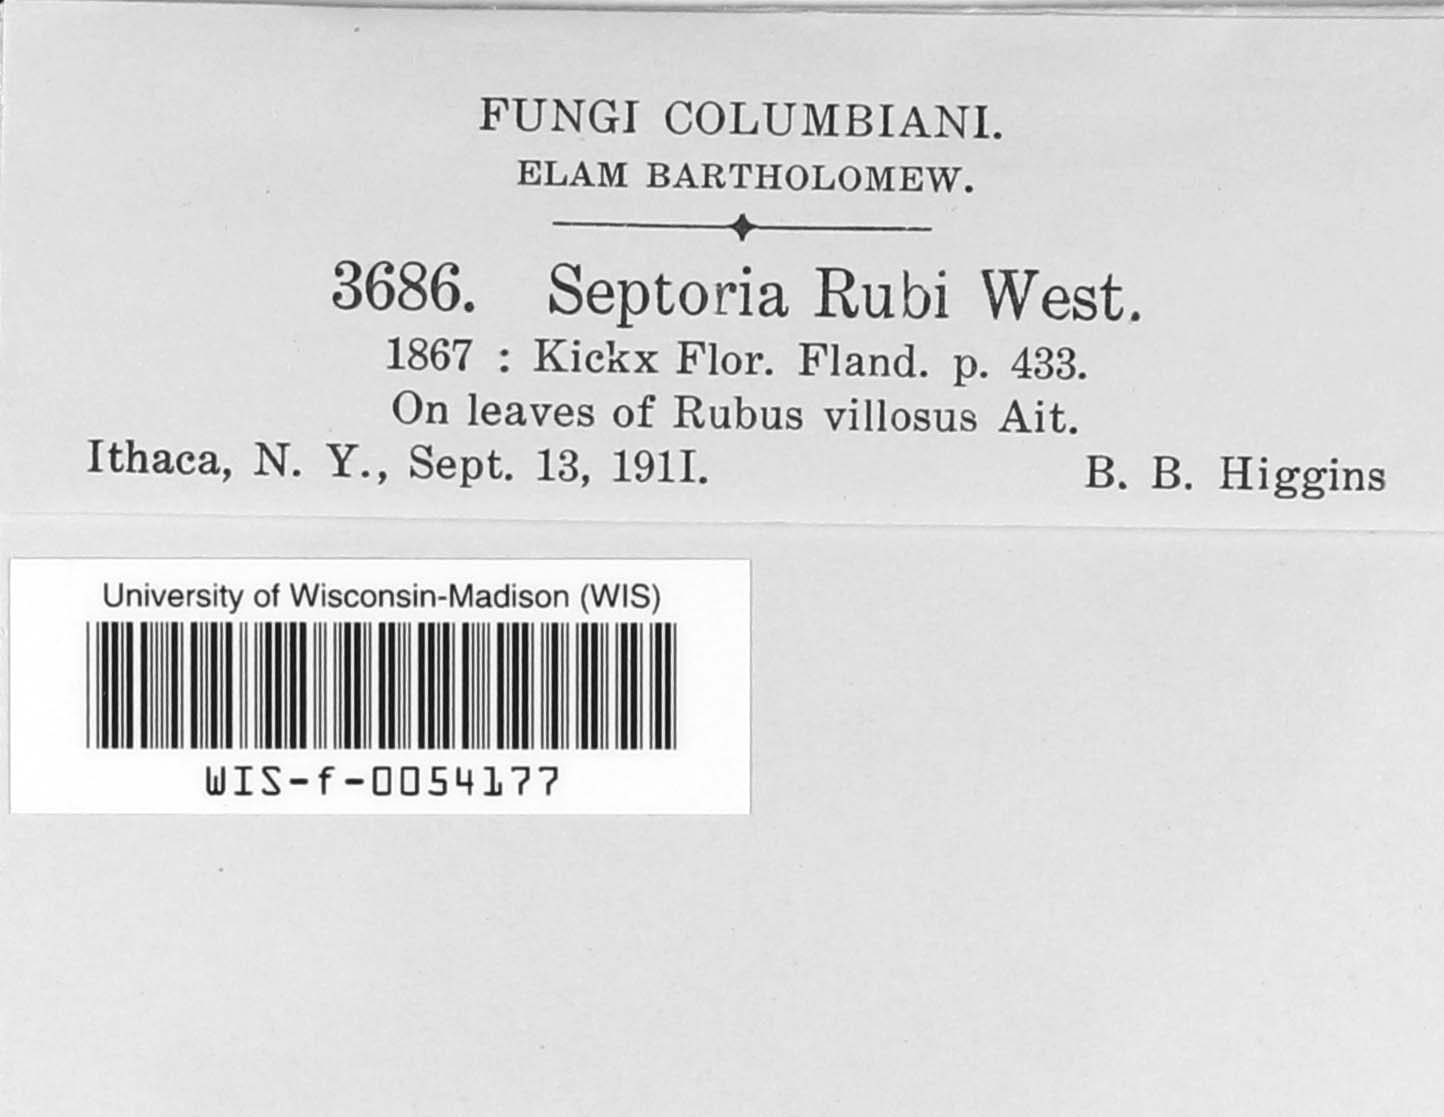 FUNGI COLUMBIANI.
ELAM BARTHOLOMEW.
3686. Septoria Rubi West.
1867 : Kickx Flor. Fland. p. 433.
On leaves of Rubus villosus Ait.
Ithaca, N. Y., Sept. 13, 191I. B. B. Higgins
University of Wisconsin-Madison (WIS)
WIS-f-0054177